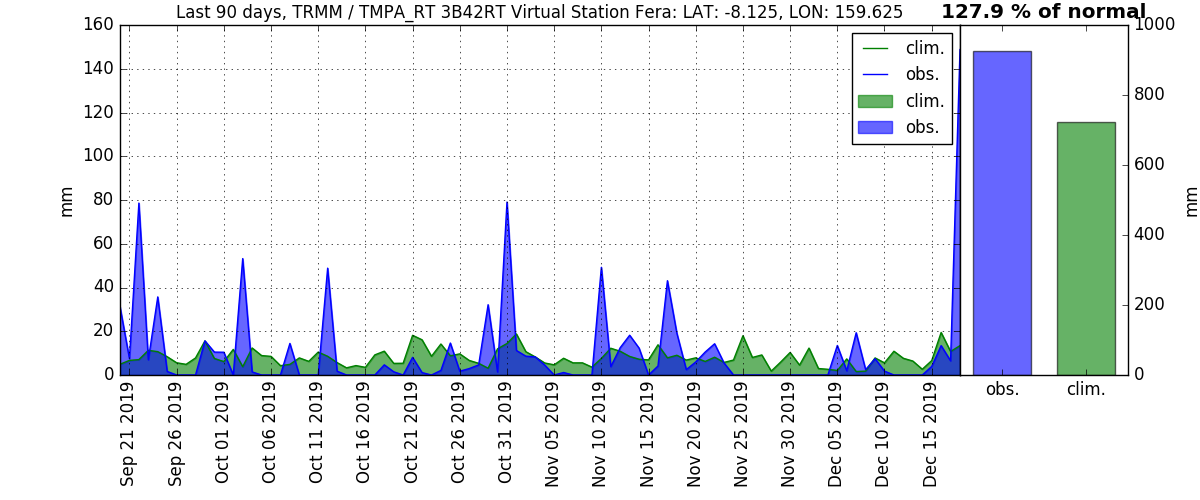 Last 90 days, TRMM / TMPA_RT 3B42RT Virtual Station Fera: LAT: -8.125, LON: 159.625
127.9 % of normal
160
140
120
100
80
60
40
20
0
mm
clim.
obs.
clim.
obs.
Sep 21 2019
Sep 26 2019
Oct 01 2019
Oct 06 2019
Oct 11 2019
Oct 16 2019
Oct 21 2019
Oct 26 2019
Oct 31 2019
Nov 05 2019
Nov 10 2019
Nov 15 2019
Nov 20 2019
Nov 25 2019
Nov 30 2019
Dec 05 2019
Dec 10 2019
Dec 15 2019
1000
800
600
400
200
0
mm
obs.
clim.